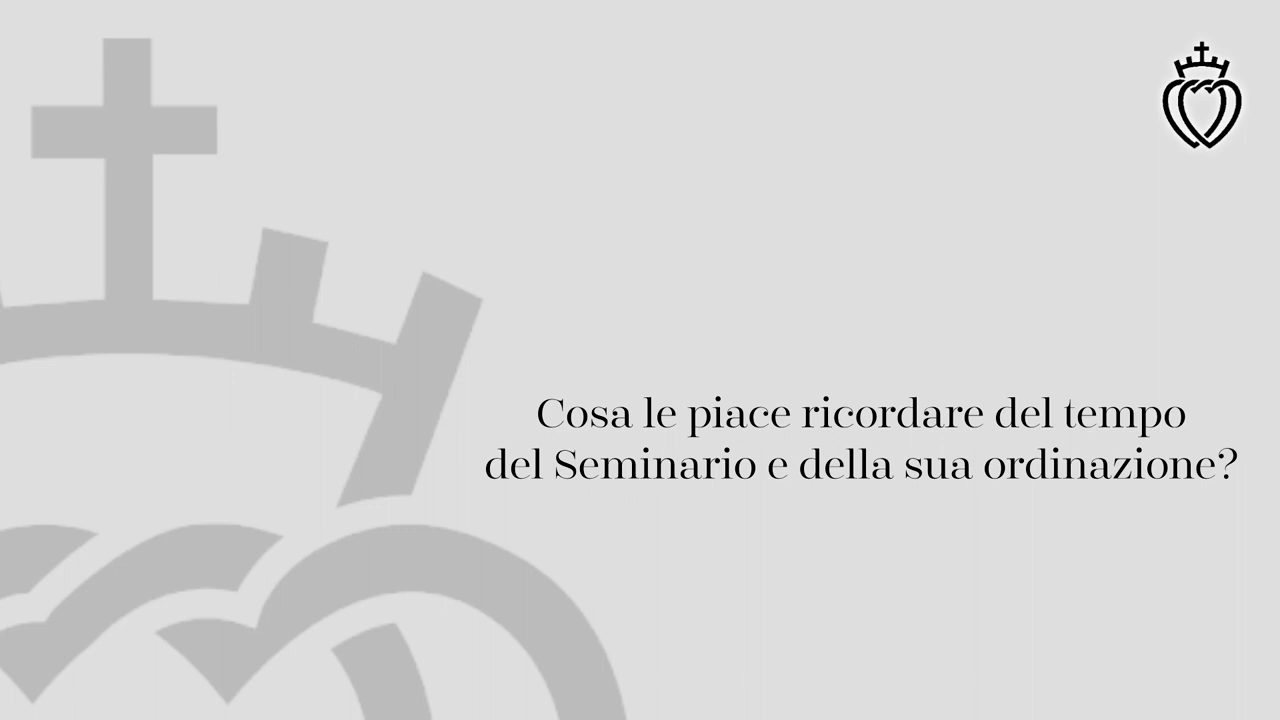 Cosa le piace ricordare del tempo
del Seminario e della sua ordinazione?